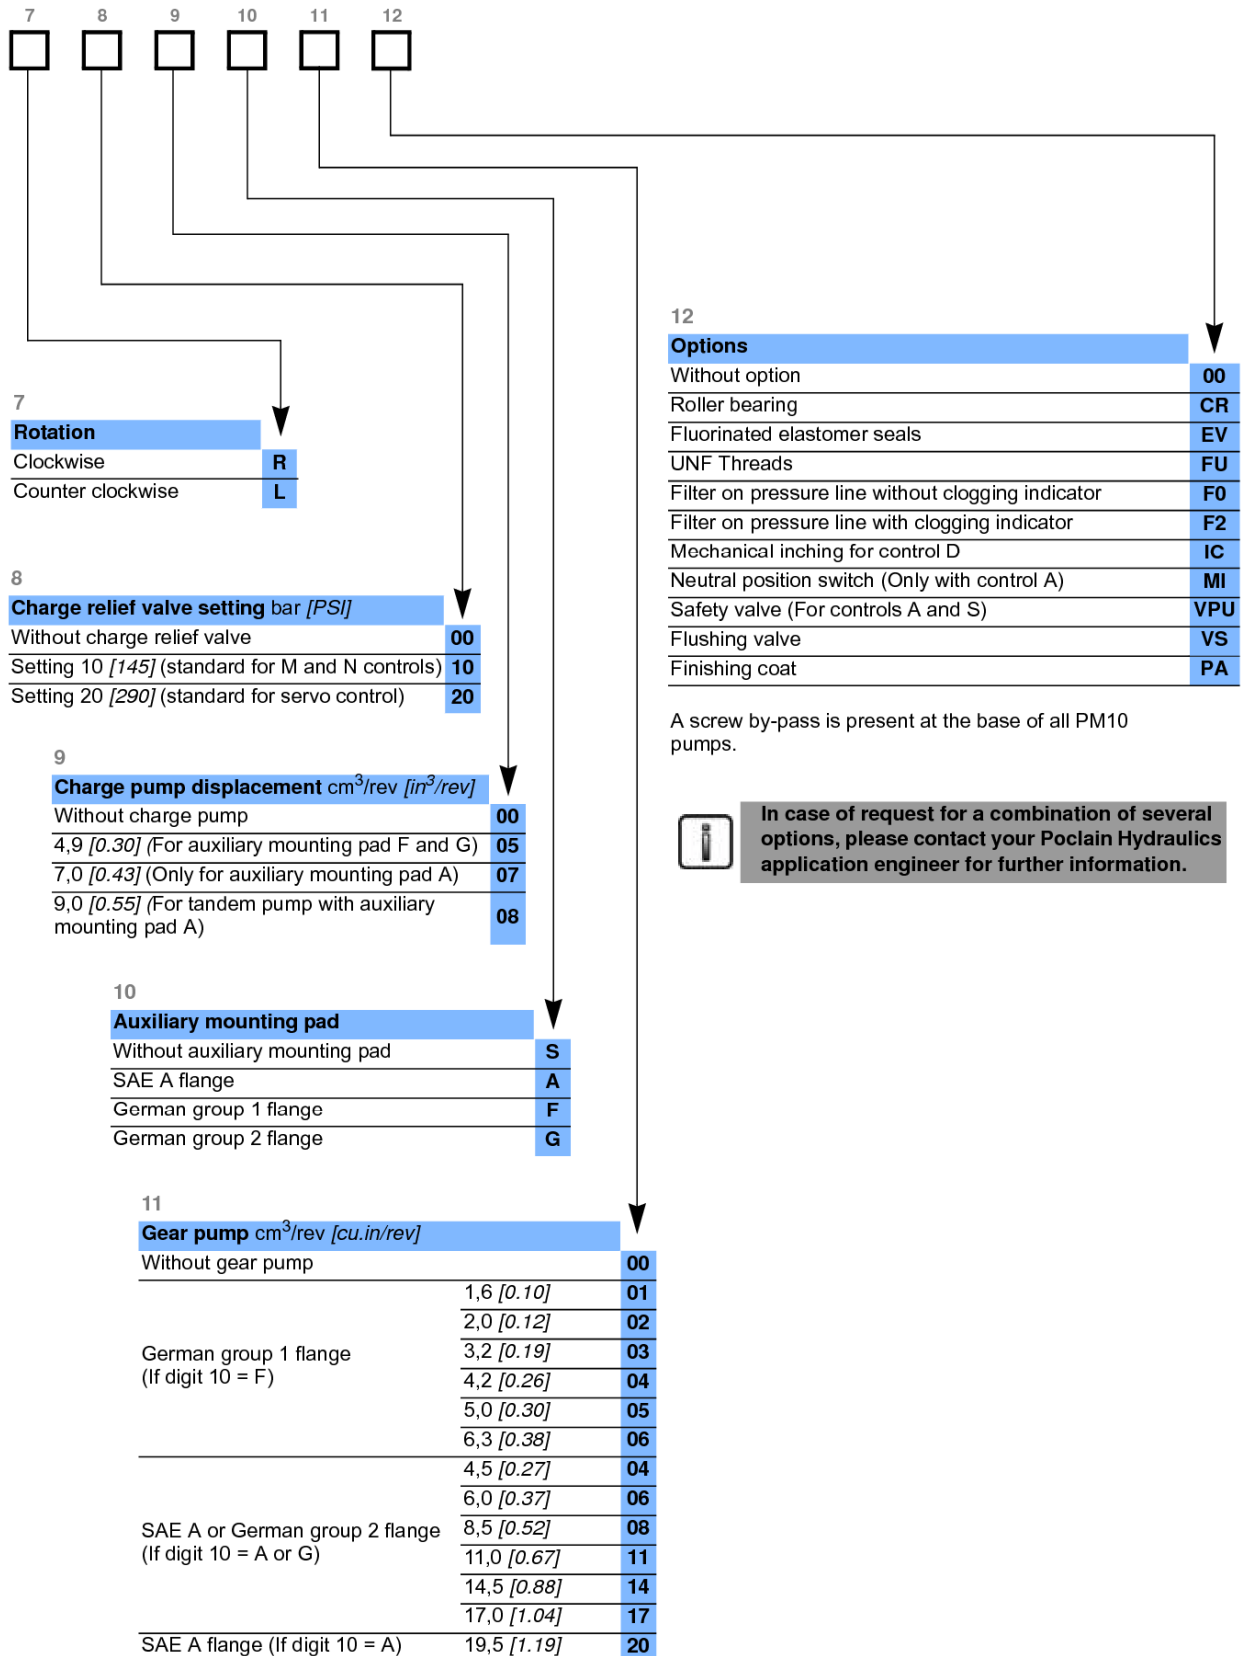 7 8 9 10 11 12
7
Rotation
Clockwise R
Counter clockwise L
8
Charge relief valve setting bar [PSI]
Without charge relief valve 00
Setting 10 [145] (standard for M and N controls) 10
Setting 20 [290] (standard for servo control) 20
9
Charge pump displacement cm³/rev [in³/rev]
Without charge pump 00
4,9 [0.30] (For auxiliary mounting pad F and G) 05
7,0 [0.43] (Only for auxiliary mounting pad A) 07
9,0 [0.55] (For tandem pump with auxiliary
mounting pad A) 08
10
Auxiliary mounting pad
Without auxiliary mounting pad S
SAE A flange A
German group 1 flange F
German group 2 flange G
11
Gear pump cm³/rev [cu.in/rev]
Without gear pump 00
German group 1 flange
(If digit 10 = F)
1,6 [0.10] 01
2,0 [0.12] 02
3,2 [0.19] 03
4,2 [0.26] 04
5,0 [0.30] 05
6,3 [0.38] 06
SAE A or German group 2 flange
(If digit 10 = A or G)
4,5 [0.27] 04
6,0 [0.37] 06
8,5 [0.52] 08
11,0 [0.67] 11
14,5 [0.88] 14
17,0 [1.04] 17
SAE A flange (If digit 10 = A) 19,5 [1.19] 20
12
Options
Without option 00
Roller bearing CR
Fluorinated elastomer seals EV
UNF Threads FU
Filter on pressure line without clogging indicator F0
Filter on pressure line with clogging indicator F2
Mechanical inching for control D IC
Neutral position switch (Only with control A) MI
Safety valve (For controls A and S) VPU
Flushing valve VS
Finishing coat PA
A screw by-pass is present at the base of all PM10
pumps.
i
In case of request for a combination of several
options, please contact your Poclain Hydraulics
application engineer for further information.